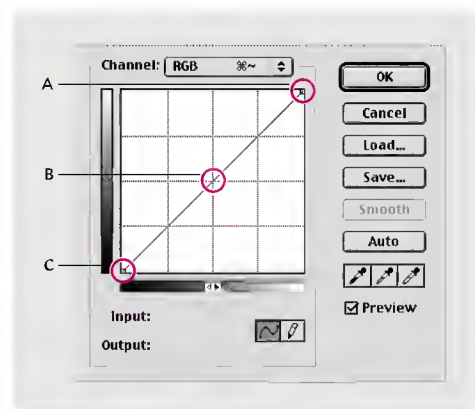 Channel: RGB ⌘~
A
B
C
Input:
Output:
OK
Cancel
Load...
Save...
Smooth
Auto
Preview